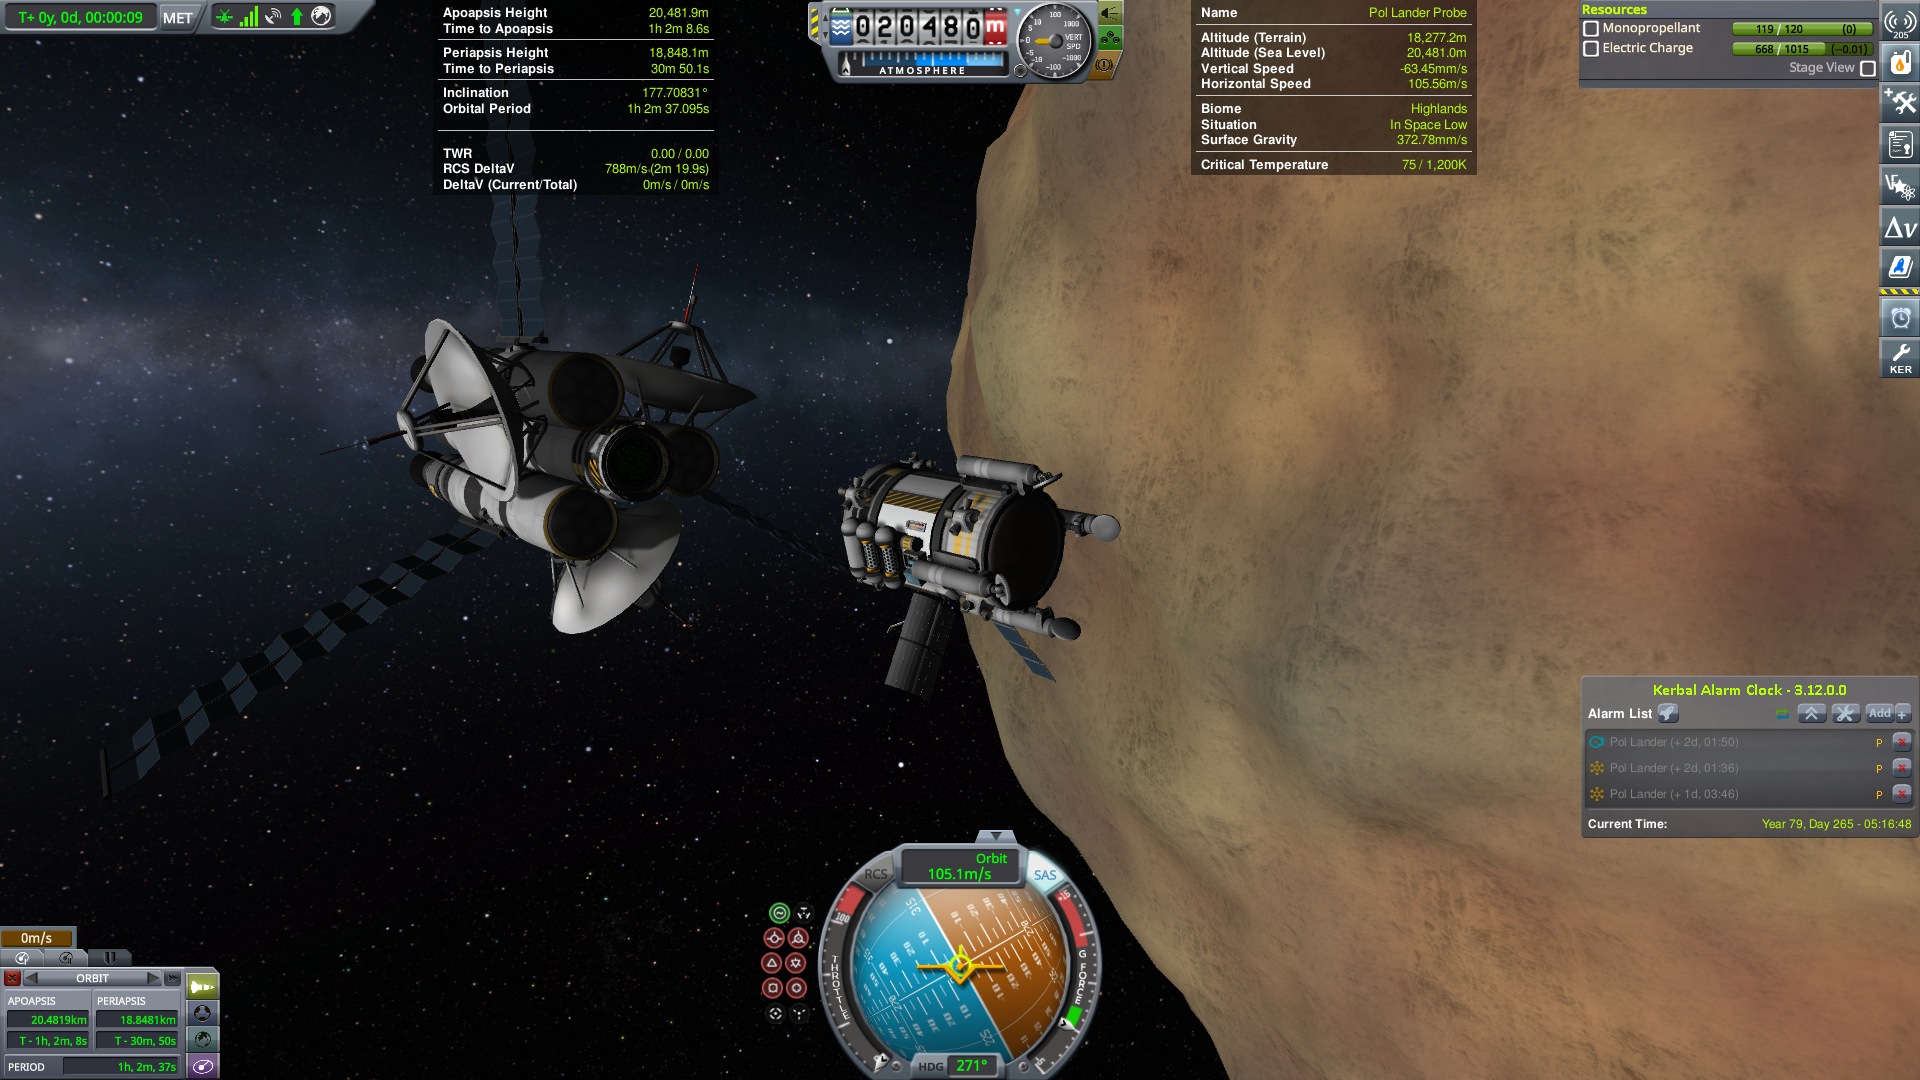 T+ 0y, 0d, 00:00:09 MET
Apoapsis Height 20,481.9m
Time to Apoapsis 1h 2m 8.6s
Periapsis Height 18,848.1m
Time to Periapsis 30m 50.1s
Inclination 177.70831°
Orbital Period 1h 2m 37.095s
TWR 0.00 / 0.00
RCS DeltaV 788m/s (2m 19.9s)
DeltaV (Current/Total) 0m/s / 0m/s
020480 m
ATMOSPHERE
VERT
SPD
Name Pol Lander Probe
Altitude (Terrain) 18,277.2m
Altitude (Sea Level) 20,481.0m
Vertical Speed -63.45mm/s
Horizontal Speed 105.56m/s
Biome Highlands
Situation In Space Low
Surface Gravity 372.78mm/s
Critical Temperature 75 / 1,200K
Resources
Monopropellant 119 / 120 (0)
Electric Charge 668 / 1015 (--0.01)
Stage View
205
Δv
KER
Kerbal Alarm Clock - 3.12.0.0
Alarm List Add +
Pol Lander (+ 2d, 01:50) P
Pol Lander (+ 2d, 01:36) P
Pol Lander (+ 1d, 03:46) P
Current Time: Year 79, Day 265 - 05:16:48
Orbit
105.1m/s
RCS SAS
THROTTLE
G FORCE
100
HDG 271°
0m/s
ORBIT
APOAPSIS PERIAPSIS
20.4819km 18.8481km
T - 1h, 2m, 8s T - 30m, 50s
PERIOD 1h, 2m, 37s